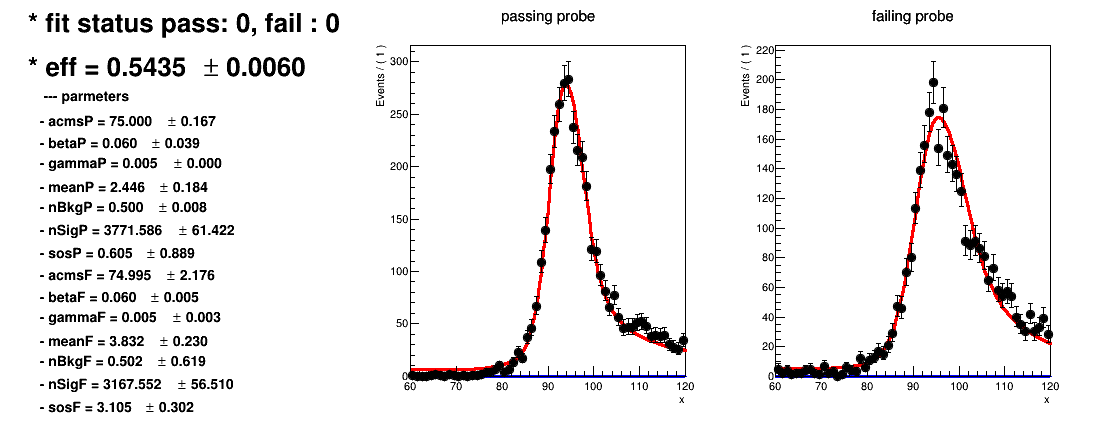 * fit status pass: 0, fail : 0
* eff = 0.5435 ± 0.0060
--- parmeters
- acmsP = 75.000 ± 0.167
- betaP = 0.060 ± 0.039
- gammaP = 0.005 ± 0.000
- meanP = 2.446 ± 0.184
- nBkgP = 0.500 ± 0.008
- nSigP = 3771.586 ± 61.422
- sosP = 0.605 ± 0.889
- acmsF = 74.995 ± 2.176
- betaF = 0.060 ± 0.005
- gammaF = 0.005 ± 0.003
- meanF = 3.832 ± 0.230
- nBkgF = 0.502 ± 0.619
- nSigF = 3167.552 ± 56.510
- sosF = 3.105 ± 0.302
passing probe
Events / ( 1 )
300
250
200
150
100
50
0
60 70 80 90 100 110 120
x
failing probe
Events / ( 1 )
220
200
180
160
140
120
100
80
60
40
20
0
60 70 80 90 100 110 120
x